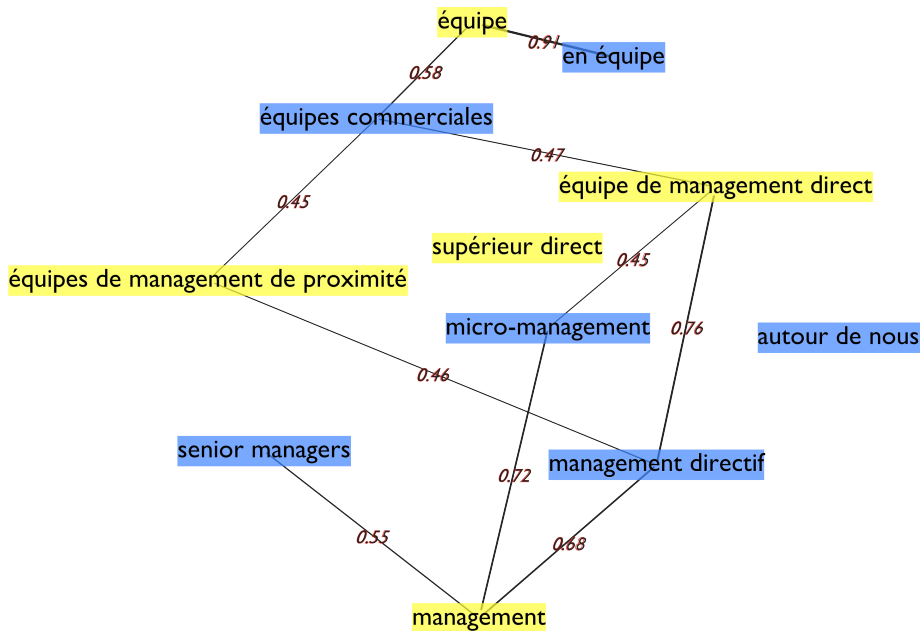 équipe
0.91
en équipe
0.58
équipes commerciales
0.47
équipe de management direct
0.45
supérieur direct
0.45
équipes de management de proximité
micro-management
0.76
autour de nous
0.46
senior managers
management directif
0.72
0.55
0.68
management